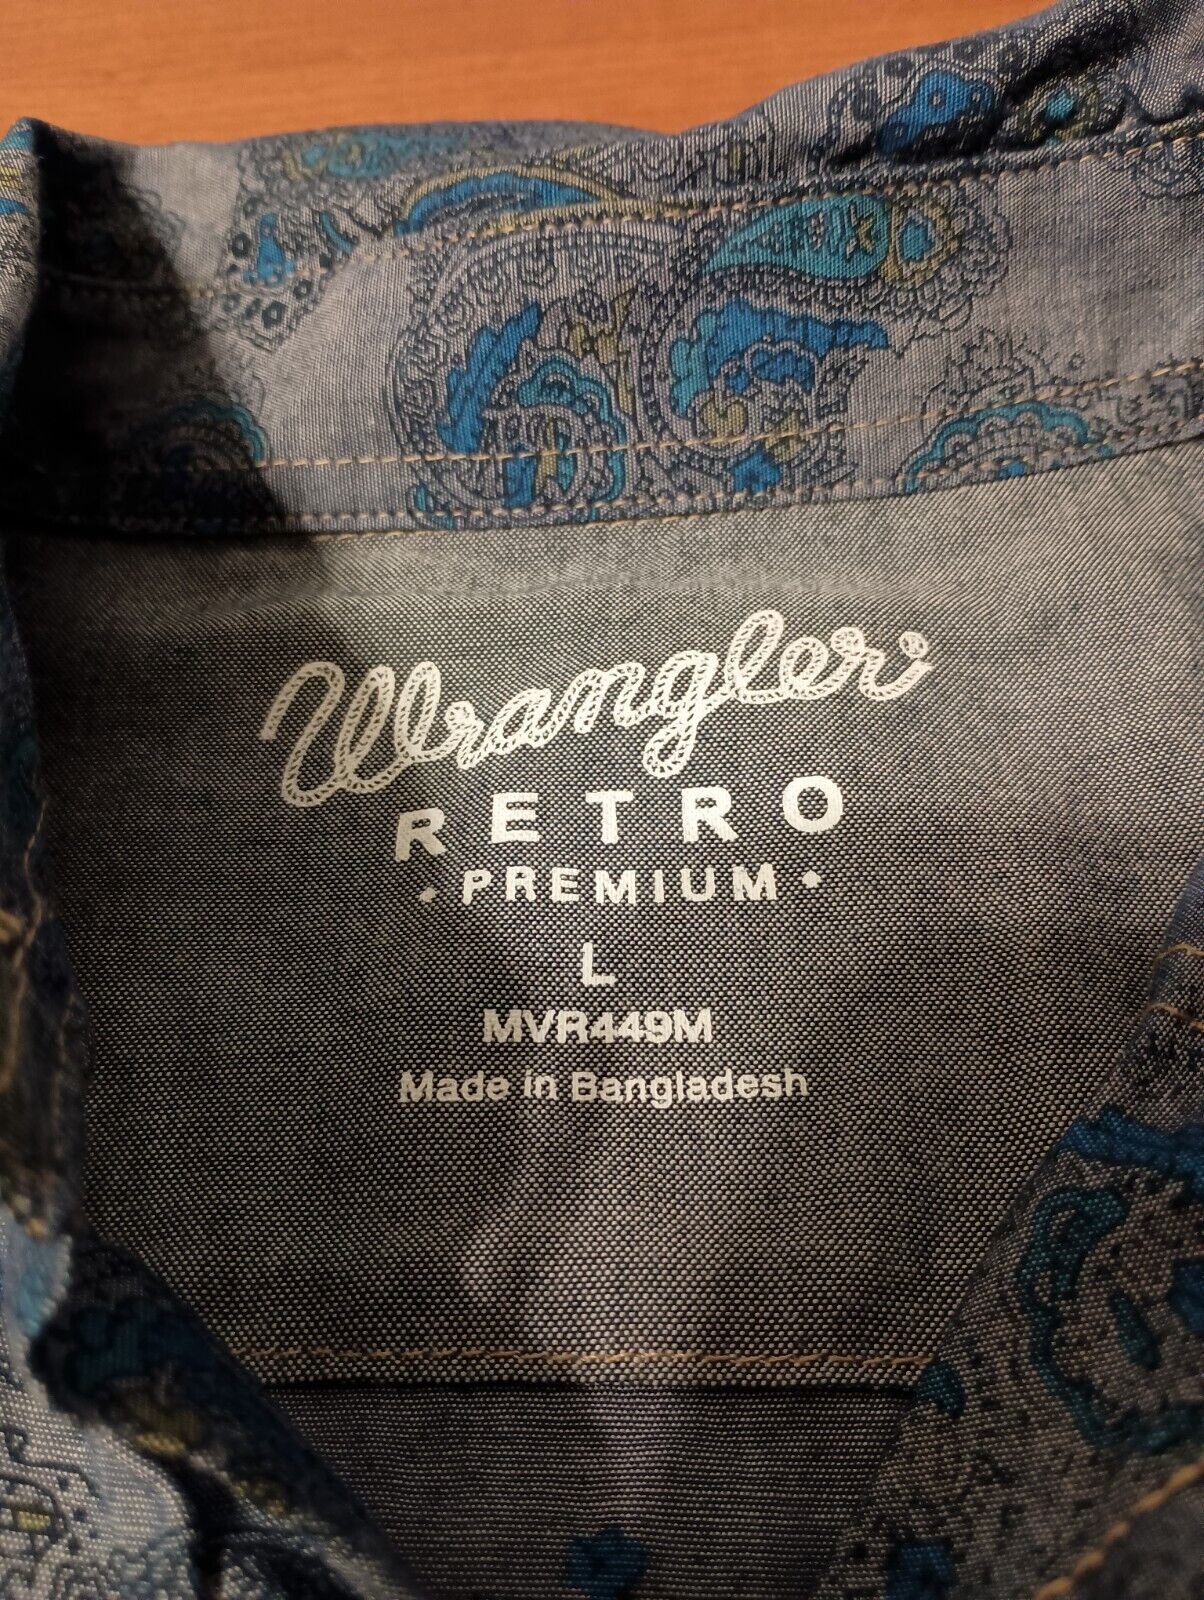 Wrangler
RETRO
• PREMIUM •
L
MVR449M
Made in Bangladesh